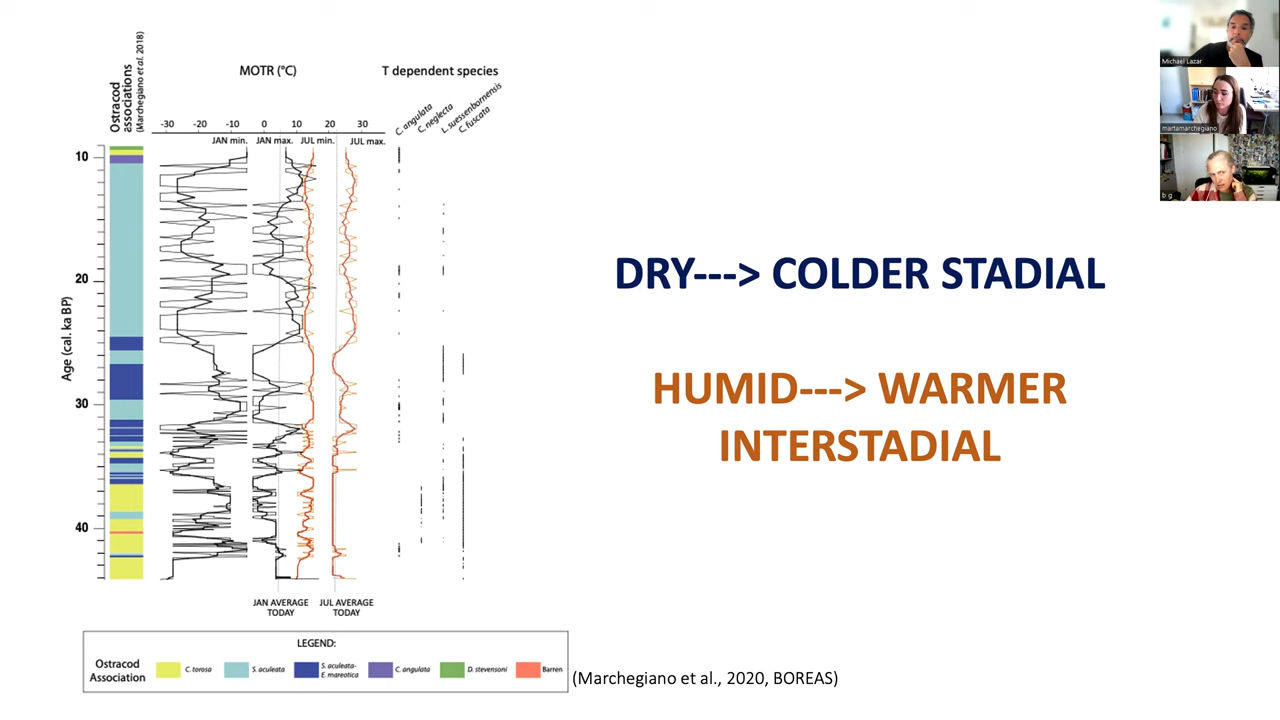 Ostracod
associations
(Marchegiano et al. 2018)
MOTR (°C)
T dependent species
C. angulata
C. neglecta
L. suessenbornensis
C. fuscata
-30 -20 -10 0 10 20 30
JAN min. JAN max. JUL min. JUL max.
Age (cal. ka BP)
10
20
30
40
JAN AVERAGE
TODAY
JUL AVERAGE
TODAY
LEGEND:
Ostracod
Association
C. torosa
S. aculeata
S. aculeata-
E. mareotica
C. angulata
D. stevensoni
Barren
(Marchegiano et al., 2020, BOREAS)
DRY---> COLDER STADIAL
HUMID---> WARMER
INTERSTADIAL
Michael Lazar
martamarchegiano
b g